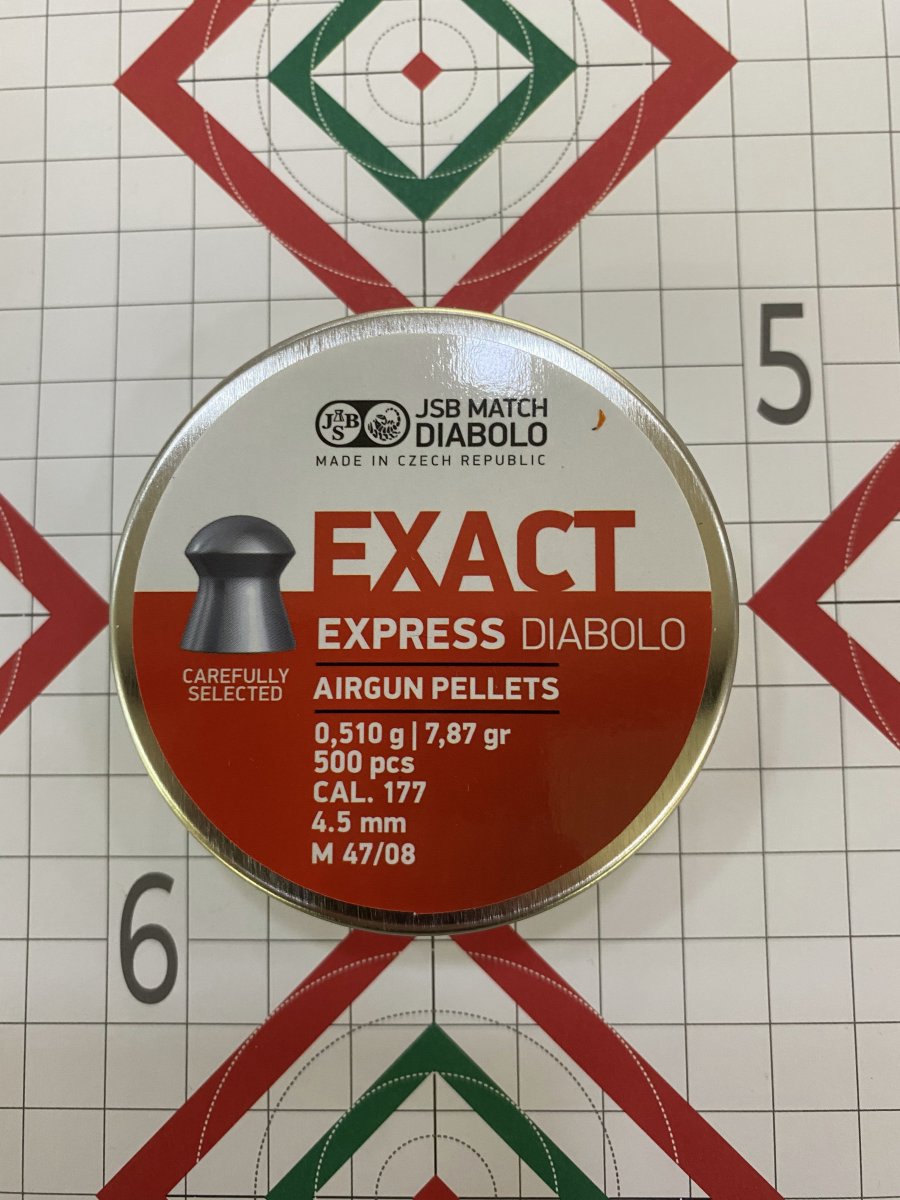 5
JSB
JSB MATCH
DIABOLO
MADE IN CZECH REPUBLIC
EXACT
EXPRESS DIABOLO
CAREFULLY
SELECTED
AIRGUN PELLETS
0,510 g | 7,87 gr
500 pcs
CAL. 177
4.5 mm
M 47/08
6